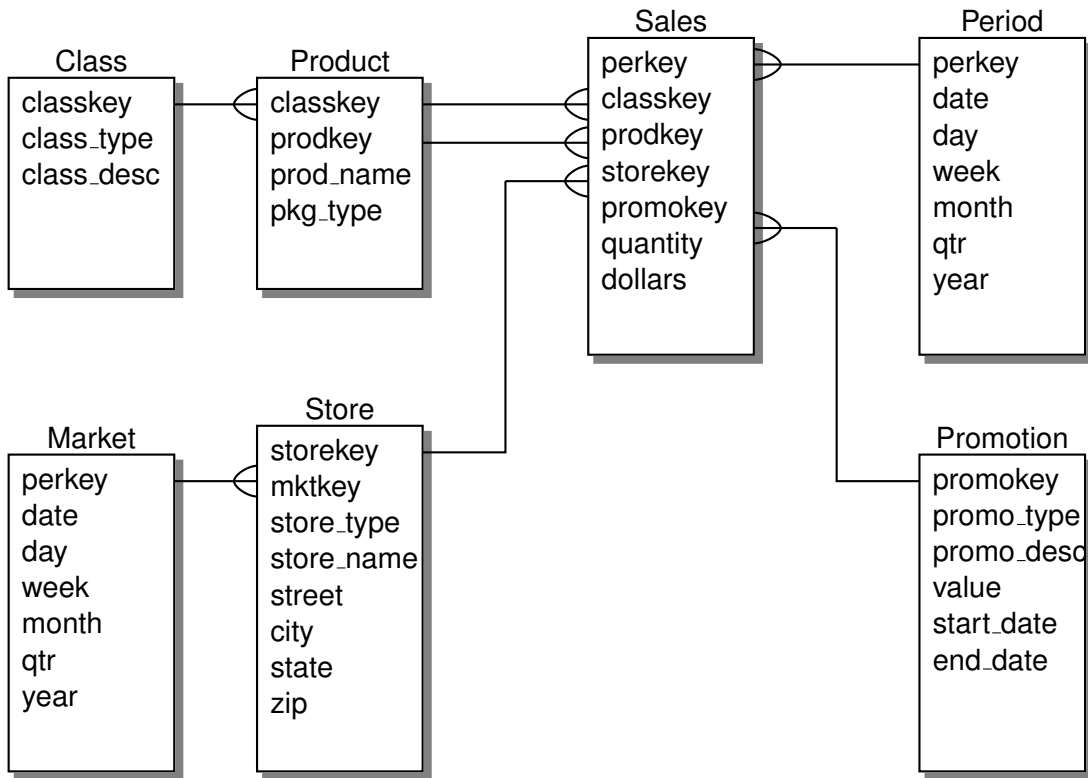 Class
classkey
class_type
class_desc
Product
classkey
prodkey
prod_name
pkg_type
Sales
perkey
classkey
prodkey
storekey
promokey
quantity
dollars
Period
perkey
date
day
week
month
qtr
year
Market
perkey
date
day
week
month
qtr
year
Store
storekey
mktkey
store_type
store_name
street
city
state
zip
Promotion
promokey
promo_type
promo_desc
value
start_date
end_date